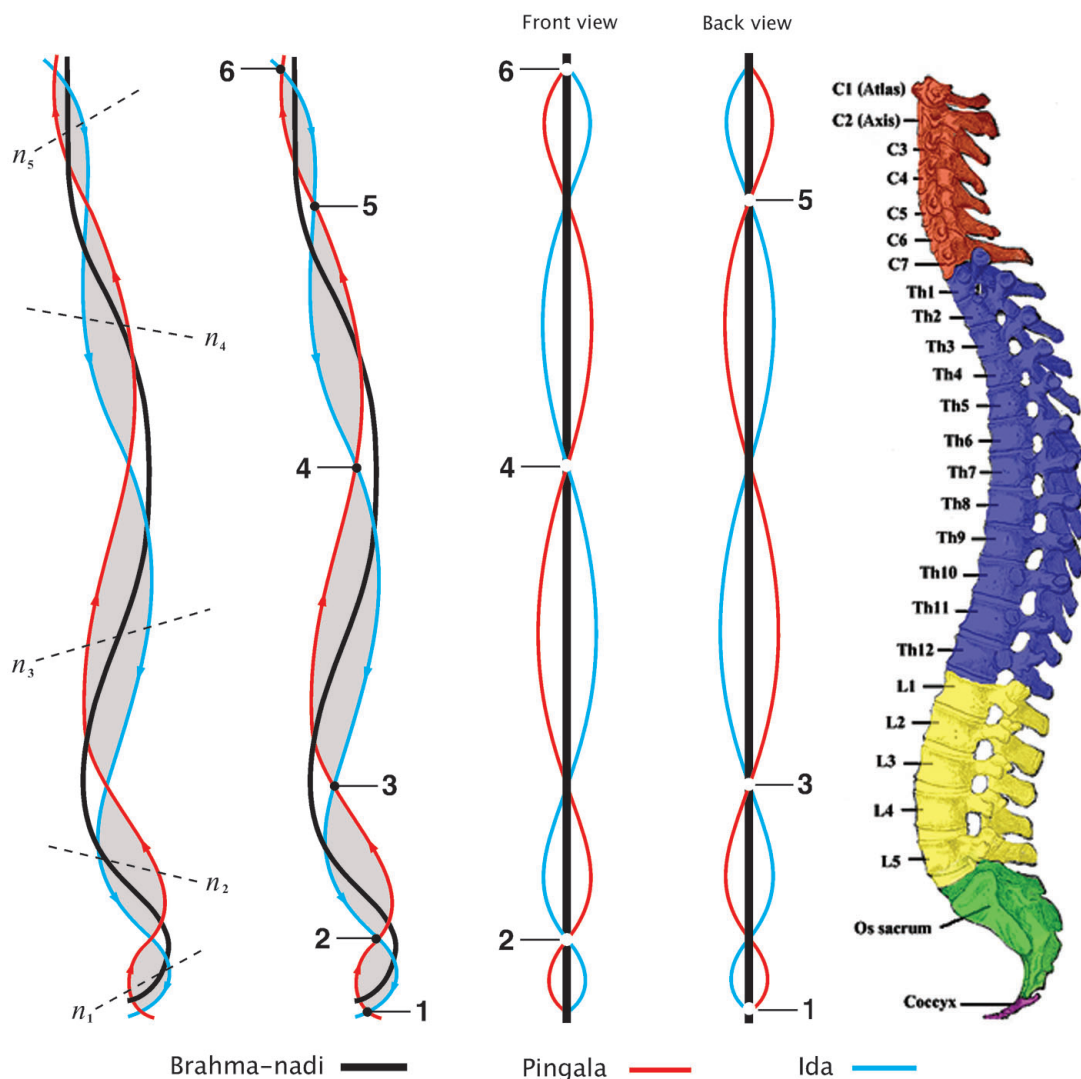 Front view
Back view
6
5
4
3
2
1
n₅
n₄
n₃
n₂
n₁
6
4
2
5
3
1
C1 (Atlas)
C2 (Axis)
C3
C4
C5
C6
C7
Th1
Th2
Th3
Th4
Th5
Th6
Th7
Th8
Th9
Th10
Th11
Th12
L1
L2
L3
L4
L5
Os sacrum
Coccyx
Brahma-nadi
Pingala
Ida